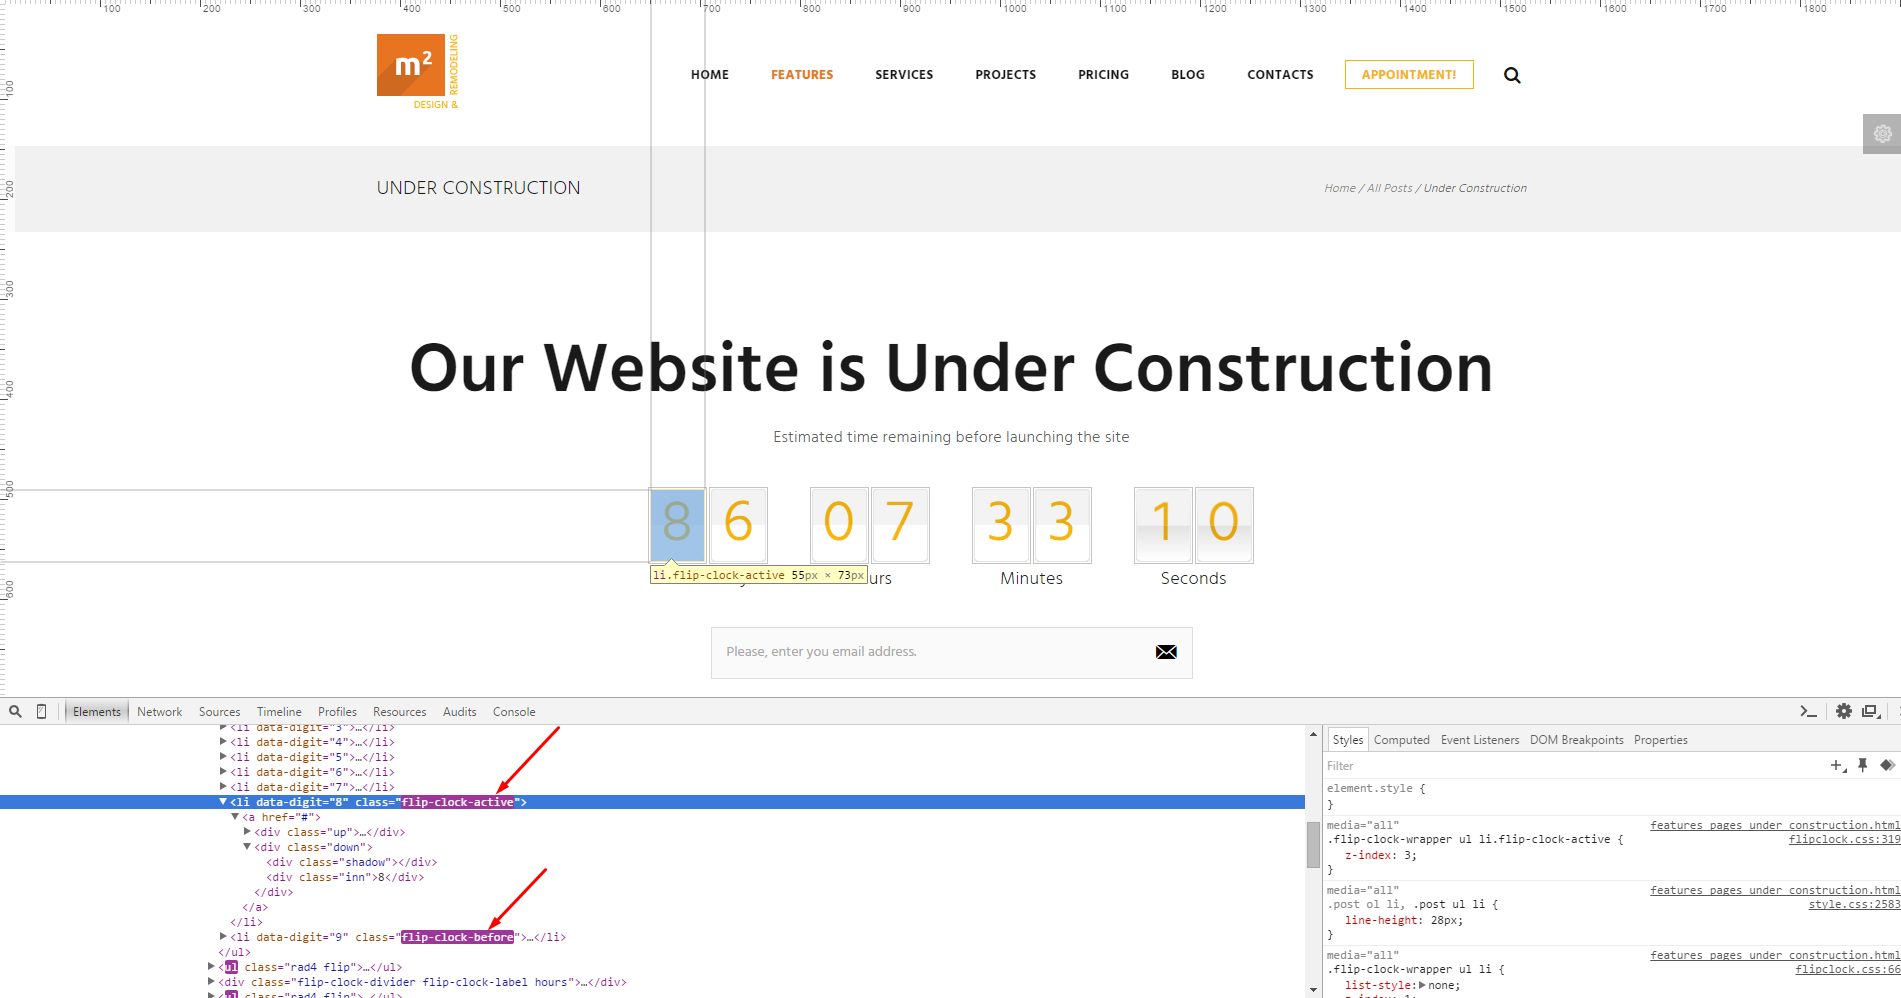 100 200 300 400 500 600 700 800 900 1000 1100 1200 1300 1400 1500 1600 1700 1800
m2
REMODELING
DESIGN &
HOME FEATURES SERVICES PROJECTS PRICING BLOG CONTACTS APPOINTMENT!
100
200
300
400
500
600
UNDER CONSTRUCTION
Home / All Posts / Under Construction
Our Website is Under Construction
Estimated time remaining before launching the site
8 6 0 7 3 3 1 0
li.flip-clock-active 55px × 73px
urs Minutes Seconds
Please, enter you email address.
Elements Network Sources Timeline Profiles Resources Audits Console
<li data-digit="3">…</li>
<li data-digit="4">…</li>
<li data-digit="5">…</li>
<li data-digit="6">…</li>
<li data-digit="7">…</li>
<li data-digit="8" class="flip-clock-active">
<a href="#">
<div class="up">…</div>
<div class="down">
<div class="shadow"></div>
<div class="inn">8</div>
</div>
</a>
</li>
<li data-digit="9" class="flip-clock-before">…</li>
</ul>
<ul class="rad4 flip">…</ul>
<div class="flip-clock-divider flip-clock-label hours">…</div>
<ul class="rad4 flip">…</ul>
Styles Computed Event Listeners DOM Breakpoints Properties
Filter
element.style {
}
media="all" features pages under construction.html
.flip-clock-wrapper ul li.flip-clock-active { flipclock.css:319
z-index: 3;
}
media="all" features pages under construction.html
.post ol li, .post ul li { style.css:2583
line-height: 28px;
}
media="all" features pages under construction.html
.flip-clock-wrapper ul li { flipclock.css:66
list-style: none;